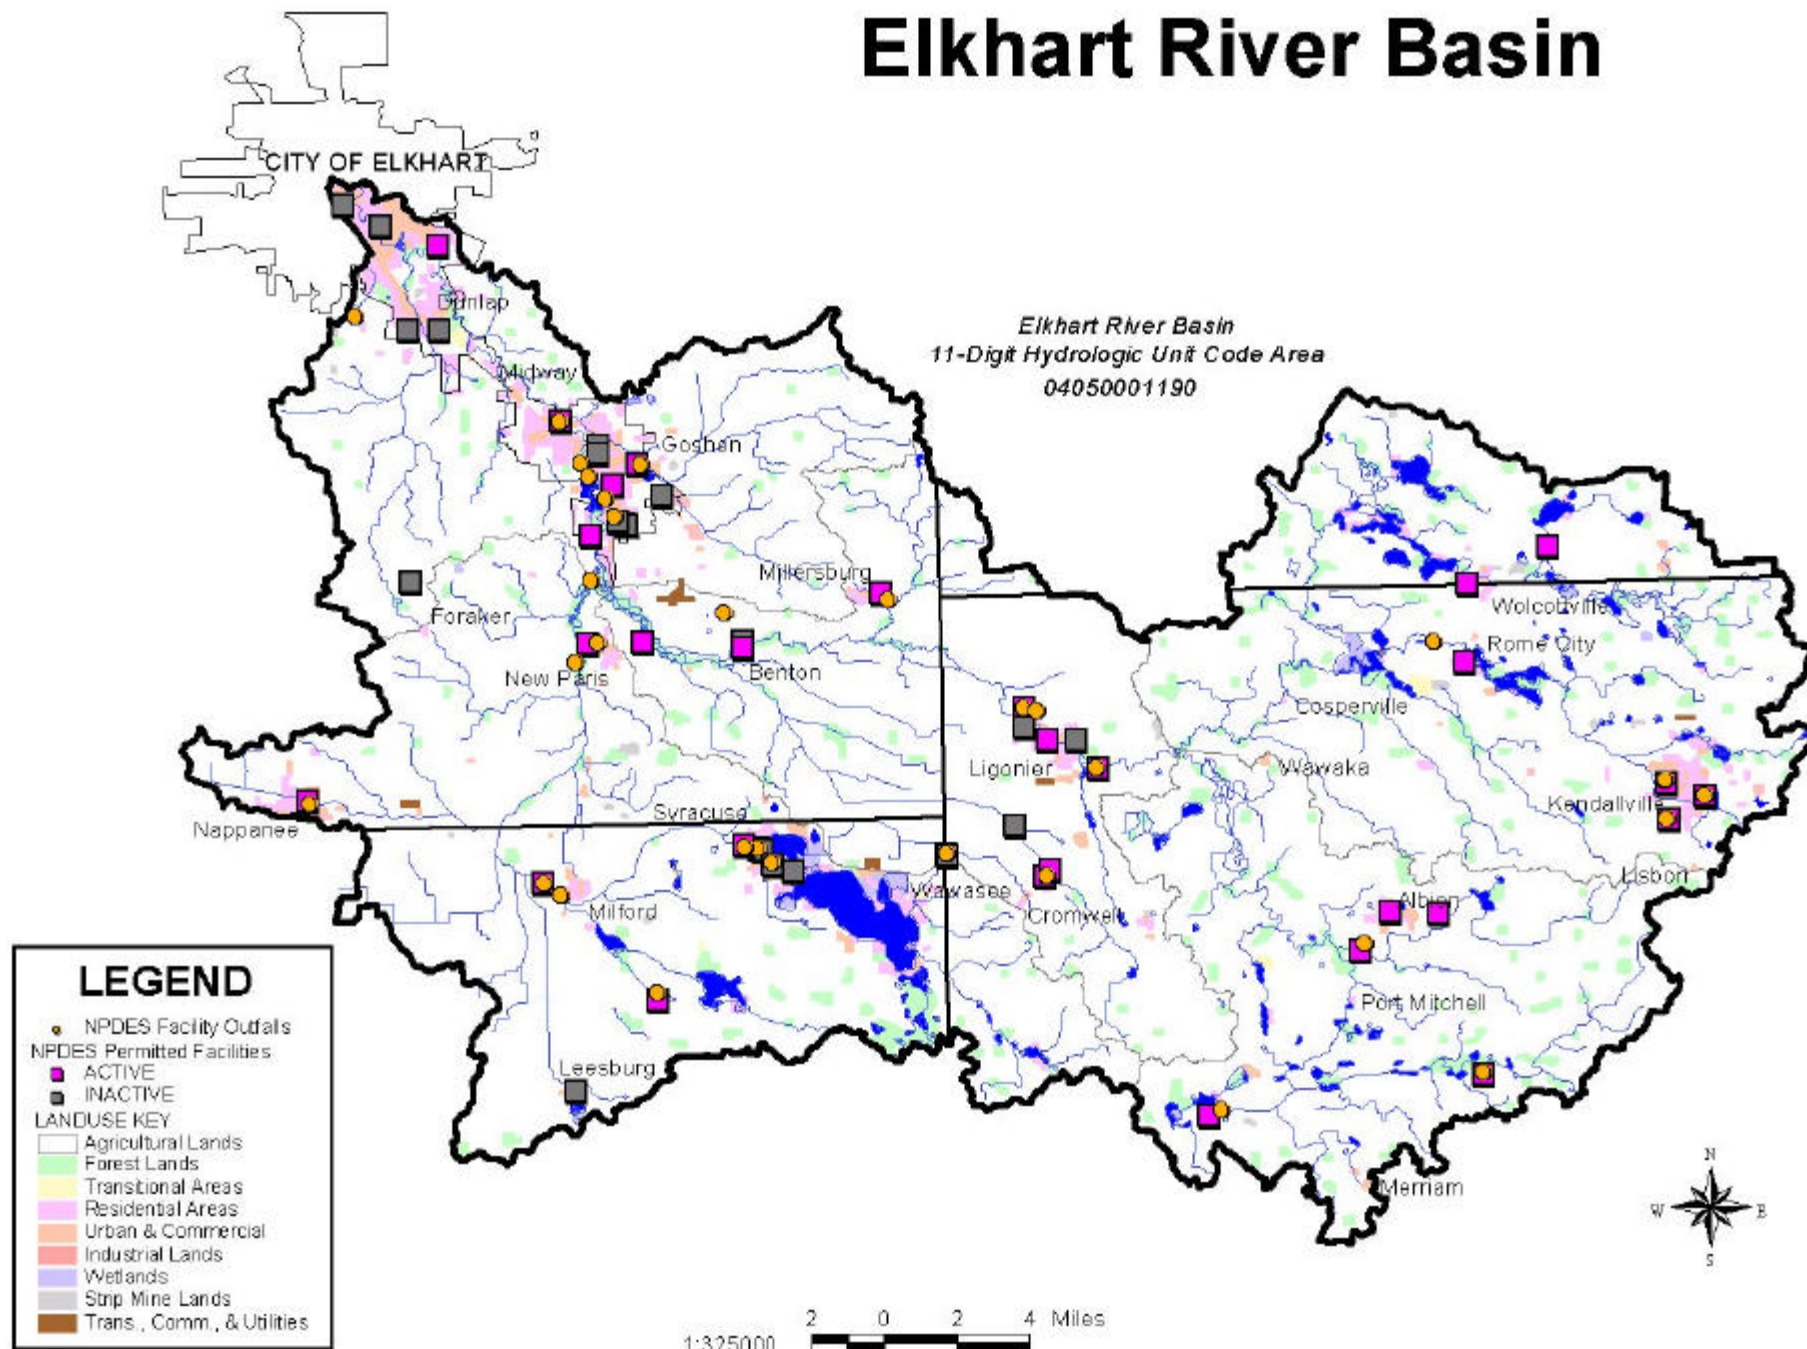 Elkhart River Basin
CITY OF ELKHART
Dunlap
Elkhart River Basin
11-Digit Hydrologic Unit Code Area
04050001190
Midway
Goshen
Millersburg
Foraker
Wolcottville
Rome City
New Paris
Benton
Cosperville
Ligonier
Wawaka
Kendallville
Nappanee
Syracuse
Lisbon
Wawasee
Albion
Milford
Cromwell
Port Mitchell
Leesburg
Merriam
LEGEND
NPDES Facility Outfalls
NPDES Permitted Facilities
ACTIVE
INACTIVE
LANDUSE KEY
Agricultural Lands
Forest Lands
Transitional Areas
Residential Areas
Urban & Commercial
Industrial Lands
Wetlands
Strip Mine Lands
Trans., Comm., & Utilities
N
W E
S
2 0 2 4 Miles
1:325000